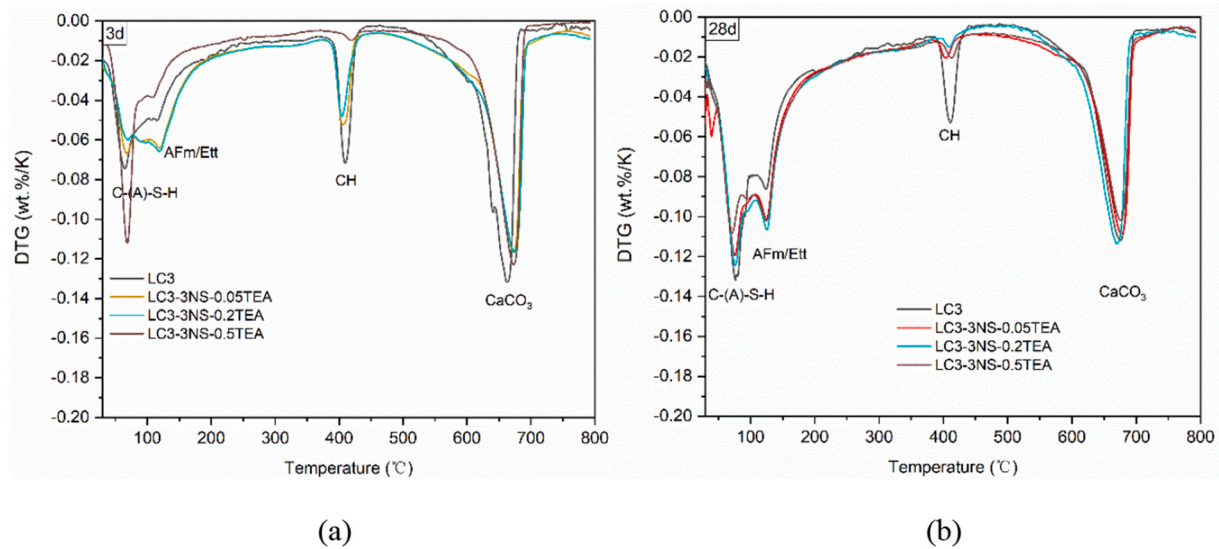 0.00
-0.02
-0.04
-0.06
-0.08
-0.10
-0.12
-0.14
-0.16
-0.18
-0.20
DTG (wt.%/K)
3d
C-(A)-S-H
AFm/Ett
CH
CaCO₃
LC3
LC3-3NS-0.05TEA
LC3-3NS-0.2TEA
LC3-3NS-0.5TEA
100 200 300 400 500 600 700 800
Temperature (℃)
(a)
0.00
-0.02
-0.04
-0.06
-0.08
-0.10
-0.12
-0.14
-0.16
-0.18
-0.20
DTG (wt.%/K)
28d
C-(A)-S-H
AFm/Ett
CH
CaCO₃
LC3
LC3-3NS-0.05TEA
LC3-3NS-0.2TEA
LC3-3NS-0.5TEA
100 200 300 400 500 600 700 800
Temperature (℃)
(b)